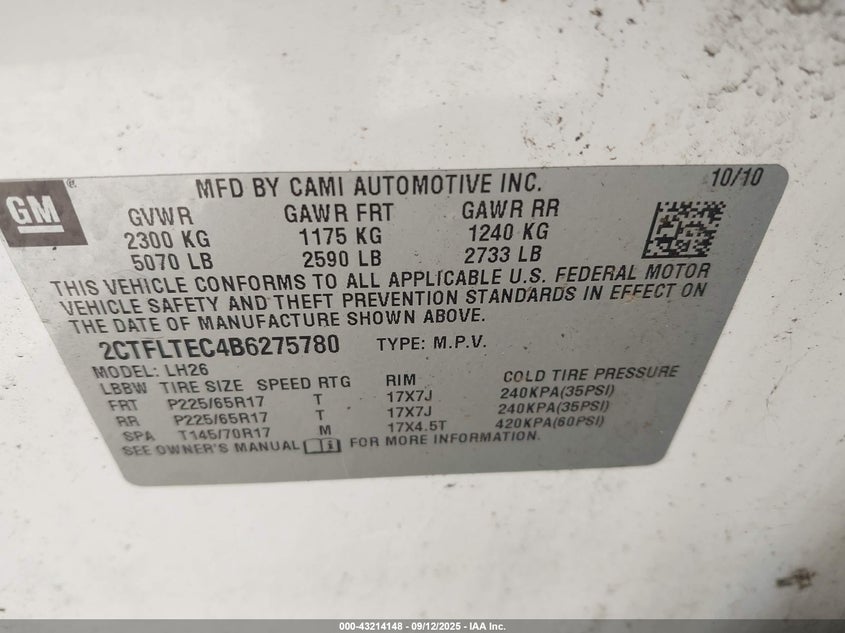 GM ®
MFD BY CAMI AUTOMOTIVE INC. 10/10
GVWR GAWR FRT GAWR RR
2300 KG 1175 KG 1240 KG
5070 LB 2590 LB 2733 LB
THIS VEHICLE CONFORMS TO ALL APPLICABLE U.S. FEDERAL MOTOR
VEHICLE SAFETY AND THEFT PREVENTION STANDARDS IN EFFECT ON
THE DATE OF MANUFACTURE SHOWN ABOVE.
2CTFLTEC4B6275780 TYPE: M.P.V.
MODEL: LH26
LBBW TIRE SIZE SPEED RTG RIM COLD TIRE PRESSURE
FRT P225/65R17 T 17X7J 240KPA(35PSI)
RR P225/65R17 T 17X7J 240KPA(35PSI)
SPA T145/70R17 M 17X4.5T 420KPA(60PSI)
SEE OWNER'S MANUAL FOR MORE INFORMATION.
000-43214148 - 09/12/2025 - IAA Inc.